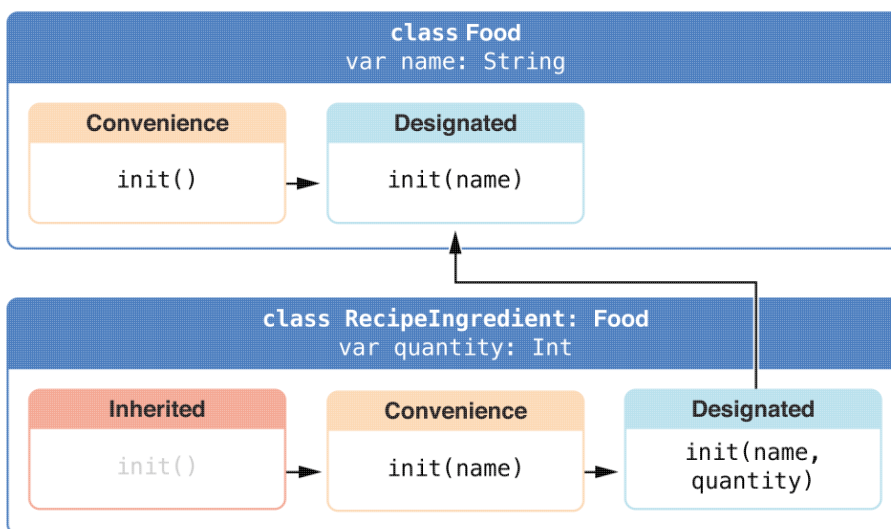 class Food
var name: String
Convenience
init()
Designated
init(name)
class RecipeIngredient: Food
var quantity: Int
Inherited
init()
Convenience
init(name)
Designated
init(name,
quantity)